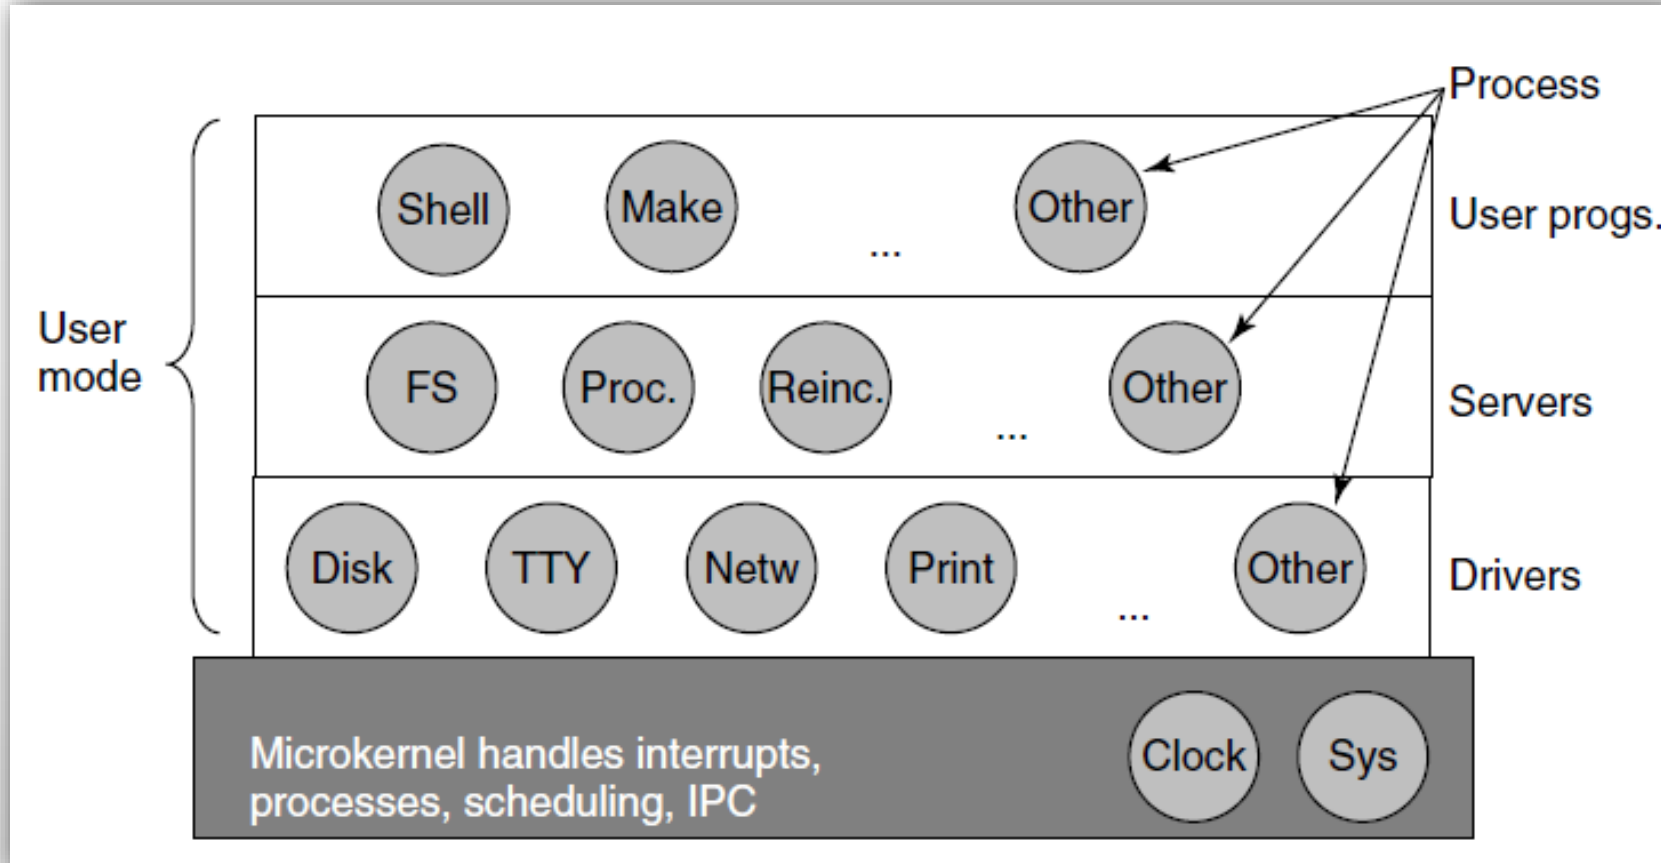 Process
Shell
Make
...
Other
User progs.
User
mode
FS
Proc.
Reinc.
...
Other
Servers
Disk
TTY
Netw
Print
...
Other
Drivers
Microkernel handles interrupts,
processes, scheduling, IPC
Clock
Sys